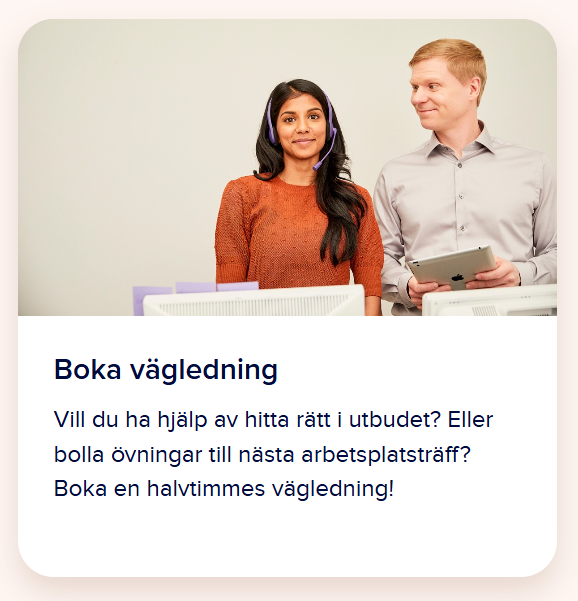 Boka vägledning
Vill du ha hjälp av hitta rätt i utbudet? Eller
bolla övningar till nästa arbetsplatsträff?
Boka en halvtimmes vägledning!